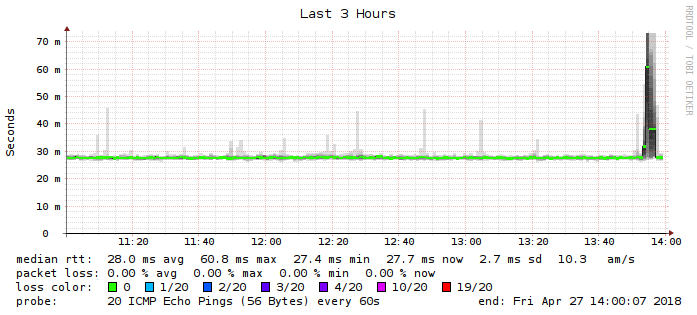 Last 3 Hours
RRDTOOL / TOBI OETIKER
Seconds
70 m
60 m
50 m
40 m
30 m
20 m
10 m
0
11:20 11:40 12:00 12:20 12:40 13:00 13:20 13:40 14:00
median rtt: 28.0 ms avg 60.8 ms max 27.4 ms min 27.7 ms now 2.7 ms sd 10.3 am/s
packet loss: 0.00 % avg 0.00 % max 0.00 % min 0.00 % now
loss color: 0 1/20 2/20 3/20 4/20 10/20 19/20
probe: 20 ICMP Echo Pings (56 Bytes) every 60s end: Fri Apr 27 14:00:07 2018